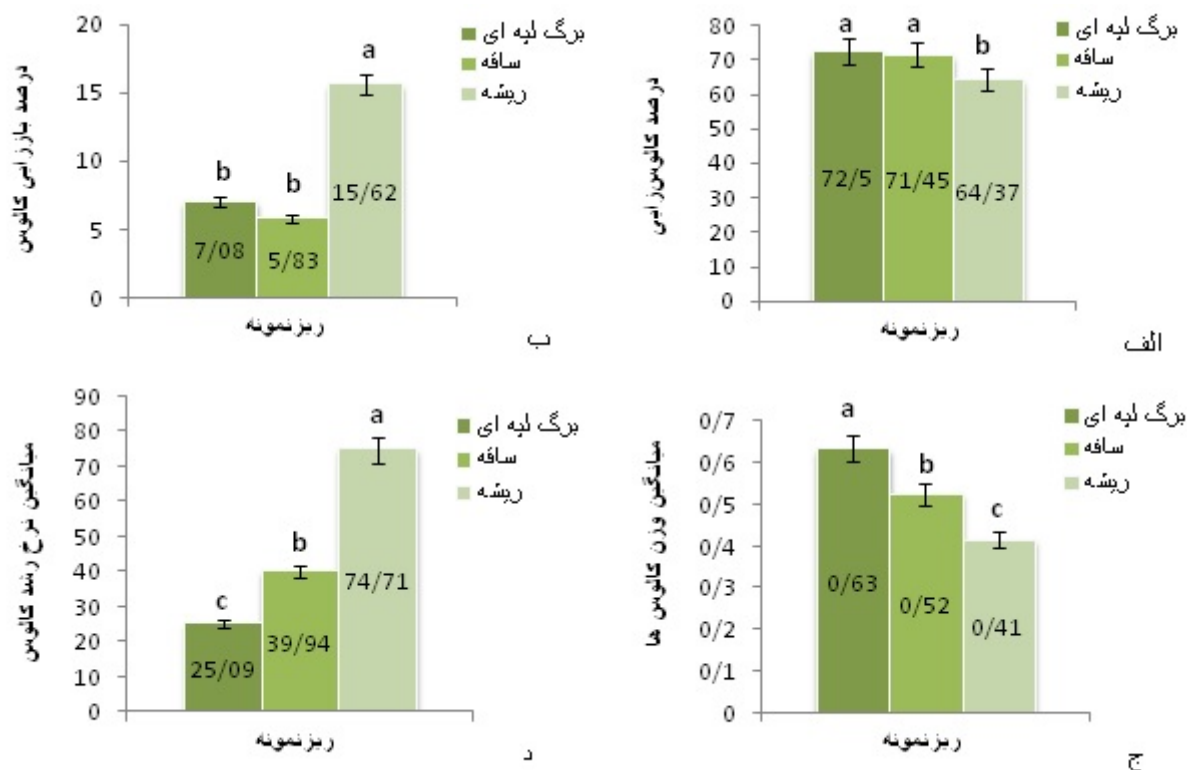 درصد کالوس‌زایی
80
70
60
50
40
30
20
10
0
a
a
b
72/5
71/45
64/37
برگ لپه ای
ساقه
ریشه
ریزنمونه
الف
درصد باززایی کالوس
20
15
10
5
0
b
b
a
7/08
5/83
15/62
برگ لپه ای
ساقه
ریشه
ریزنمونه
ب
میانگین وزن کالوس ها
0/7
0/6
0/5
0/4
0/3
0/2
0/1
0
a
b
c
0/63
0/52
0/41
برگ لپه ای
ساقه
ریشه
ریزنمونه
ج
میانگین نرخ رشد کالوس
90
80
70
60
50
40
30
20
10
0
c
b
a
25/09
39/94
74/71
برگ لپه ای
ساقه
ریشه
ریزنمونه
د